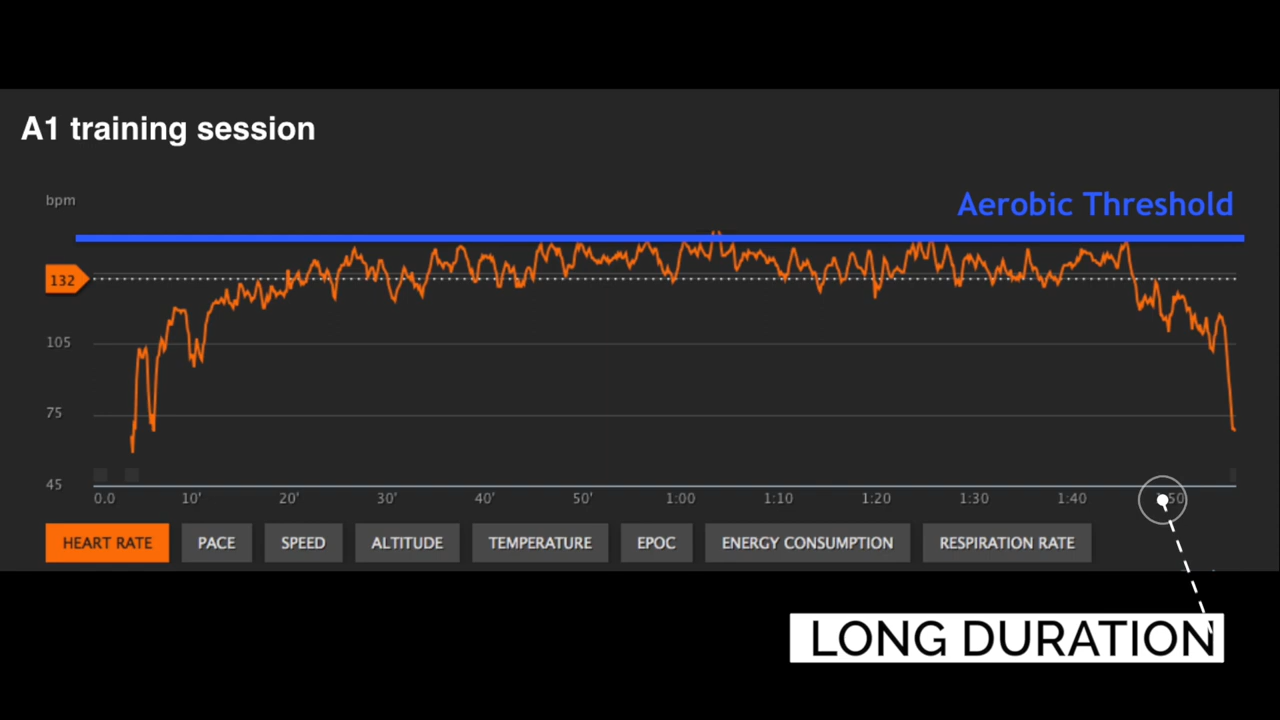 A1 training session
bpm
Aerobic Threshold
132
105
75
45
0.0 10' 20' 30' 40' 50' 1:00 1:10 1:20 1:30 1:40
HEART RATE PACE SPEED ALTITUDE TEMPERATURE EPOC ENERGY CONSUMPTION RESPIRATION RATE
LONG DURATION